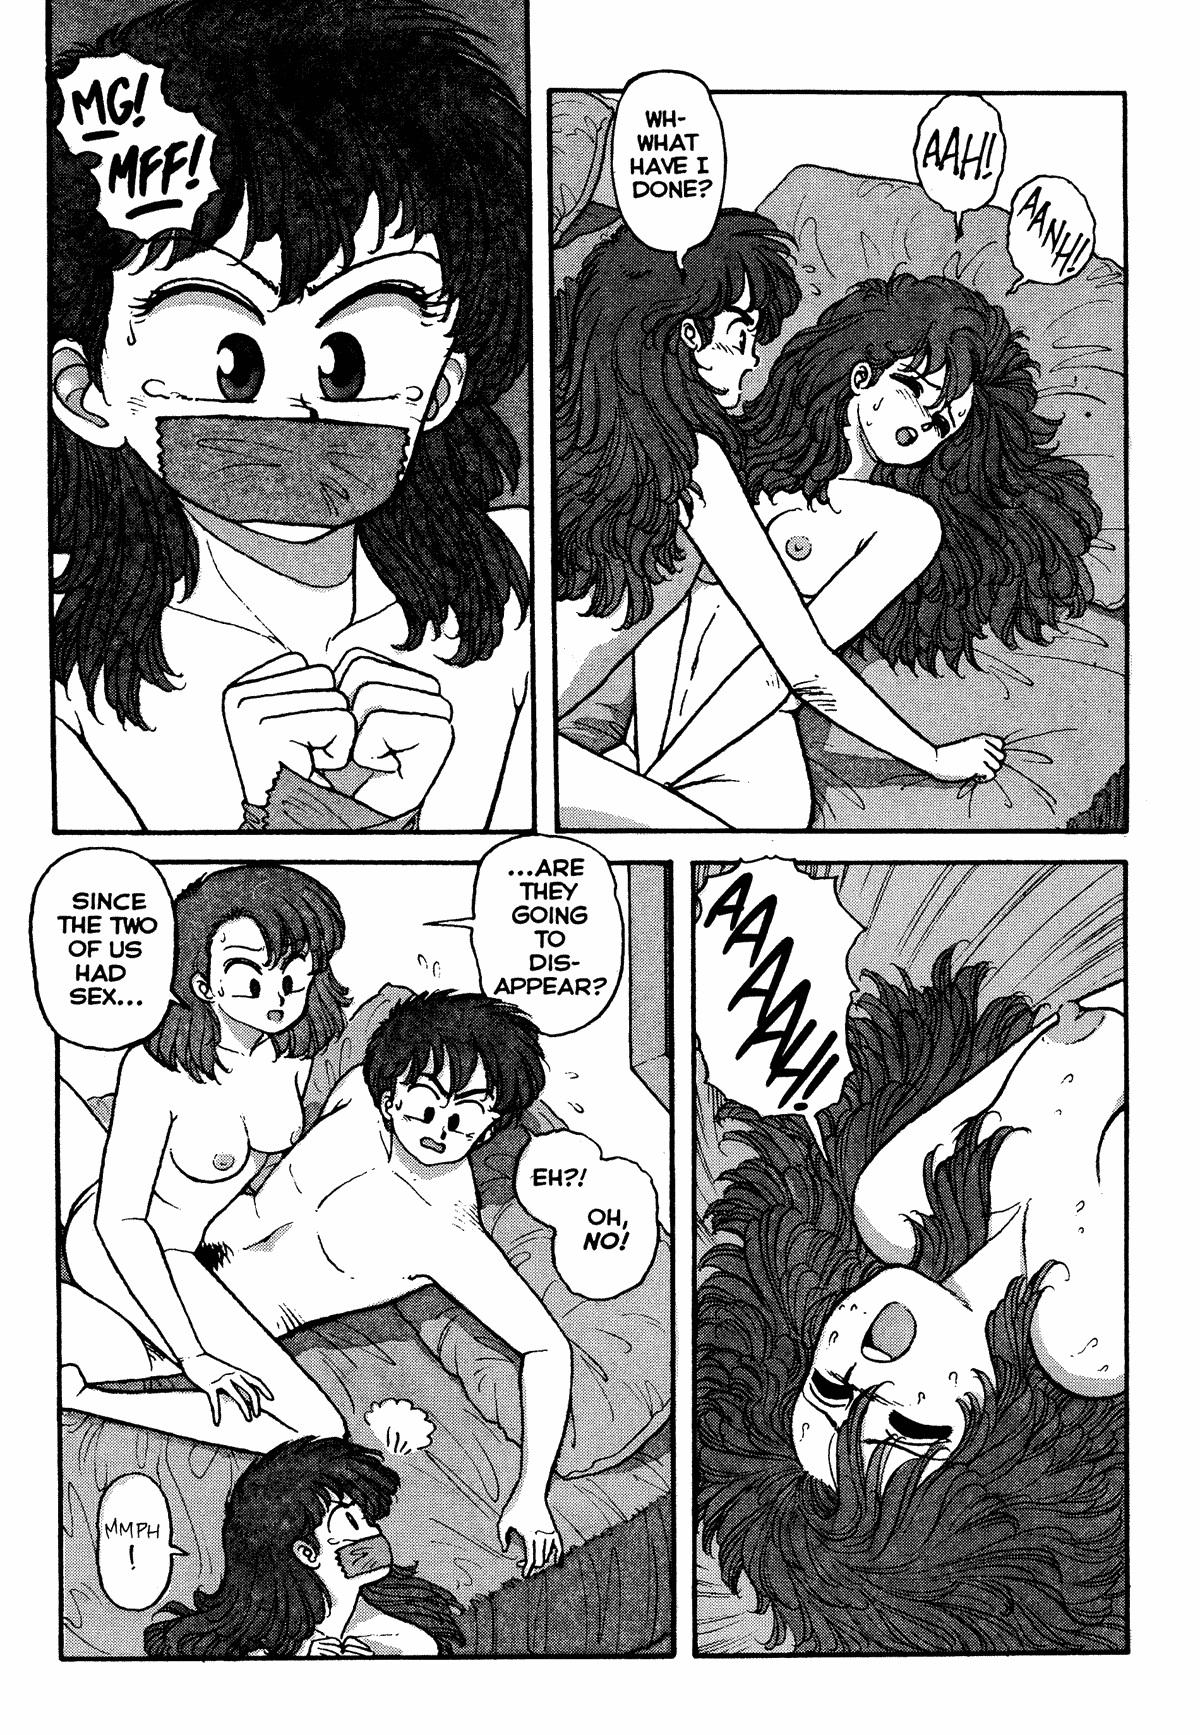 MG!
MFF!
WH-
WHAT
HAVE I
DONE?
AAH!
AANH!
SINCE
THE TWO
OF US
HAD
SEX...
...ARE
THEY
GOING
TO
DIS-
APPEAR?
EH?!
OH,
NO!
MMPH
!
AAAAAH!